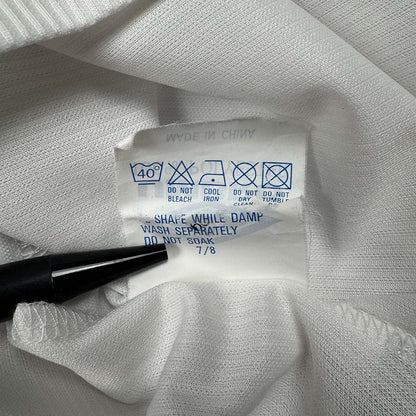 MADE IN CHINA
40°
DO NOT BLEACH
COOL IRON
DO NOT DRY CLEAN
DO NOT TUMBLE
SHAPE WHILE DAMP
WASH SEPARATELY
DO NOT SOAK
7/8